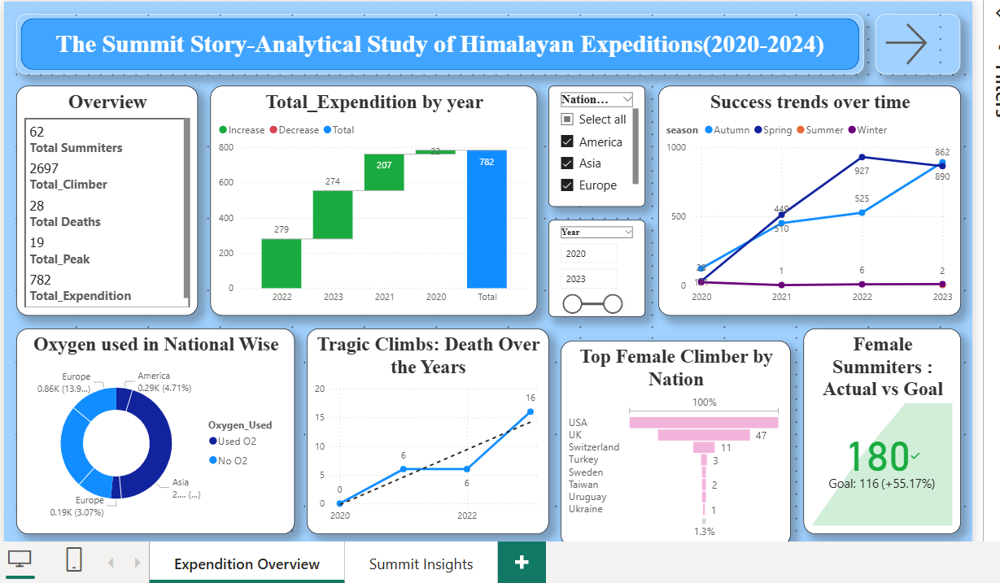 The Summit Story-Analytical Study of Himalayan Expeditions(2020-2024)
Overview
62
Total Summiters
2697
Total_Climber
28
Total Deaths
19
Total_Peak
782
Total_Expendition
Total_Expendition by year
Increase Decrease Total
800
600
400
200
0
279
274
207
22
782
2022 2023 2021 2020 Total
Nation...
Select all
America
Asia
Europe
Year
2020
2023
Success trends over time
season Autumn Spring Summer Winter
1000
500
0
449
510
927
525
862
890
1
6
2
2020 2021 2022 2023
Oxygen used in National Wise
Europe
0.86K (13.9...)
America
0.29K (4.71%)
Asia
2.... (...)
Europe
0.19K (3.07%)
Oxygen_Used
Used O2
No O2
Tragic Climbs: Death Over
the Years
20
15
10
5
0
0
6
6
16
2020 2022
Top Female Climber by
Nation
100%
USA
UK 47
Switzerland 11
Turkey 3
Sweden
Taiwan 2
Uruguay
Ukraine 1
1.3%
Female
Summiters :
Actual vs Goal
180
Goal: 116 (+55.17%)
Expendition Overview
Summit Insights